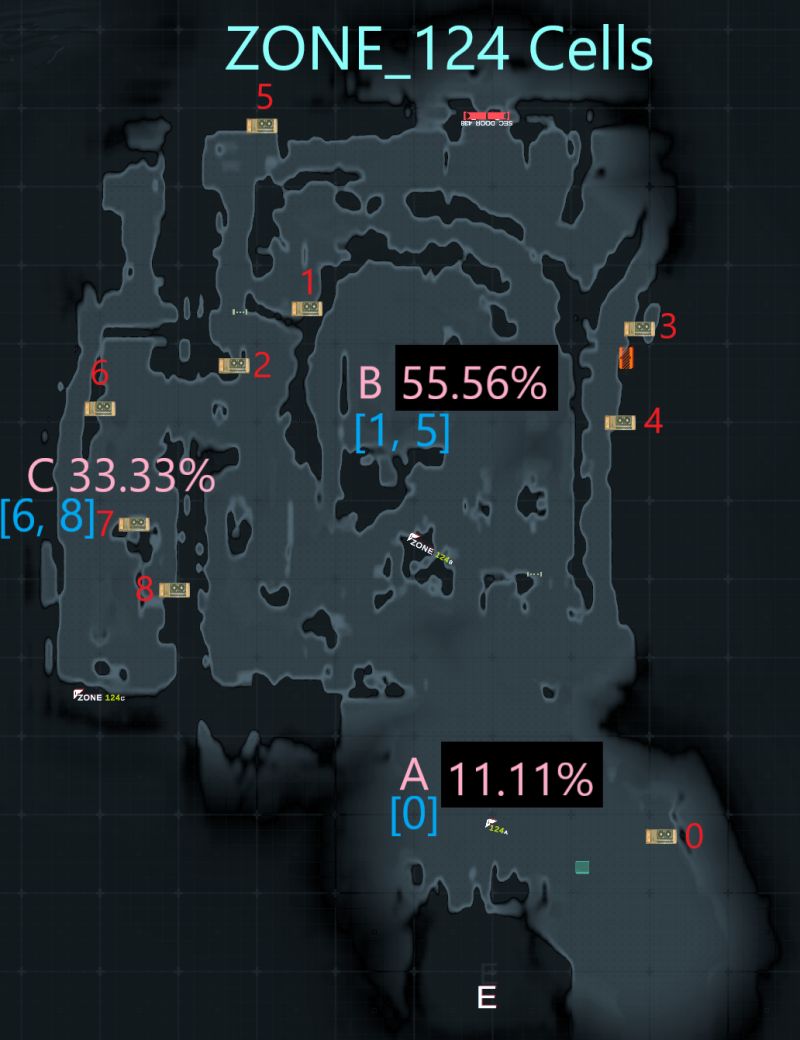 ZONE_124 Cells
5
SEC DOOR 438
1
3
2
6
B 55.56%
4
[1, 5]
C 33.33%
[6, 8]
7
ZONE 124B
8
ZONE 124C
A 11.11%
[0]
124A
0
E
E